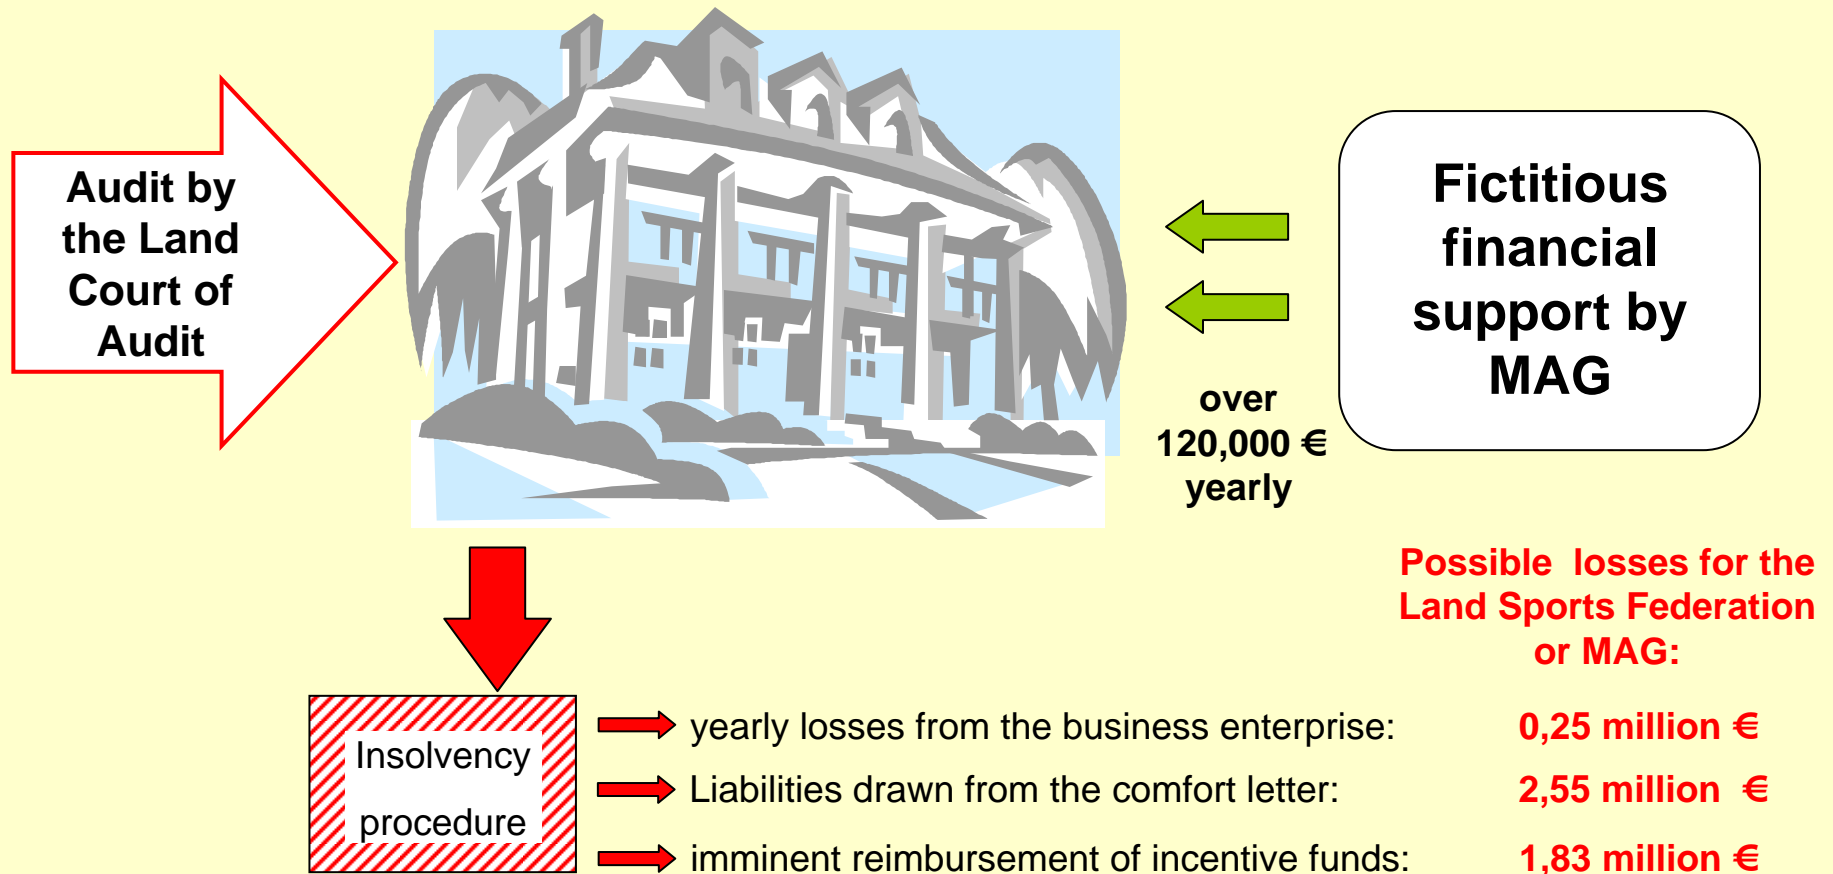 Audit by
the Land
Court of
Audit
Fictitious
financial
support by
MAG
over
120,000 €
yearly
Possible losses for the
Land Sports Federation
or MAG:
Insolvency
procedure
yearly losses from the business enterprise: 0,25 million €
Liabilities drawn from the comfort letter: 2,55 million €
imminent reimbursement of incentive funds: 1,83 million €